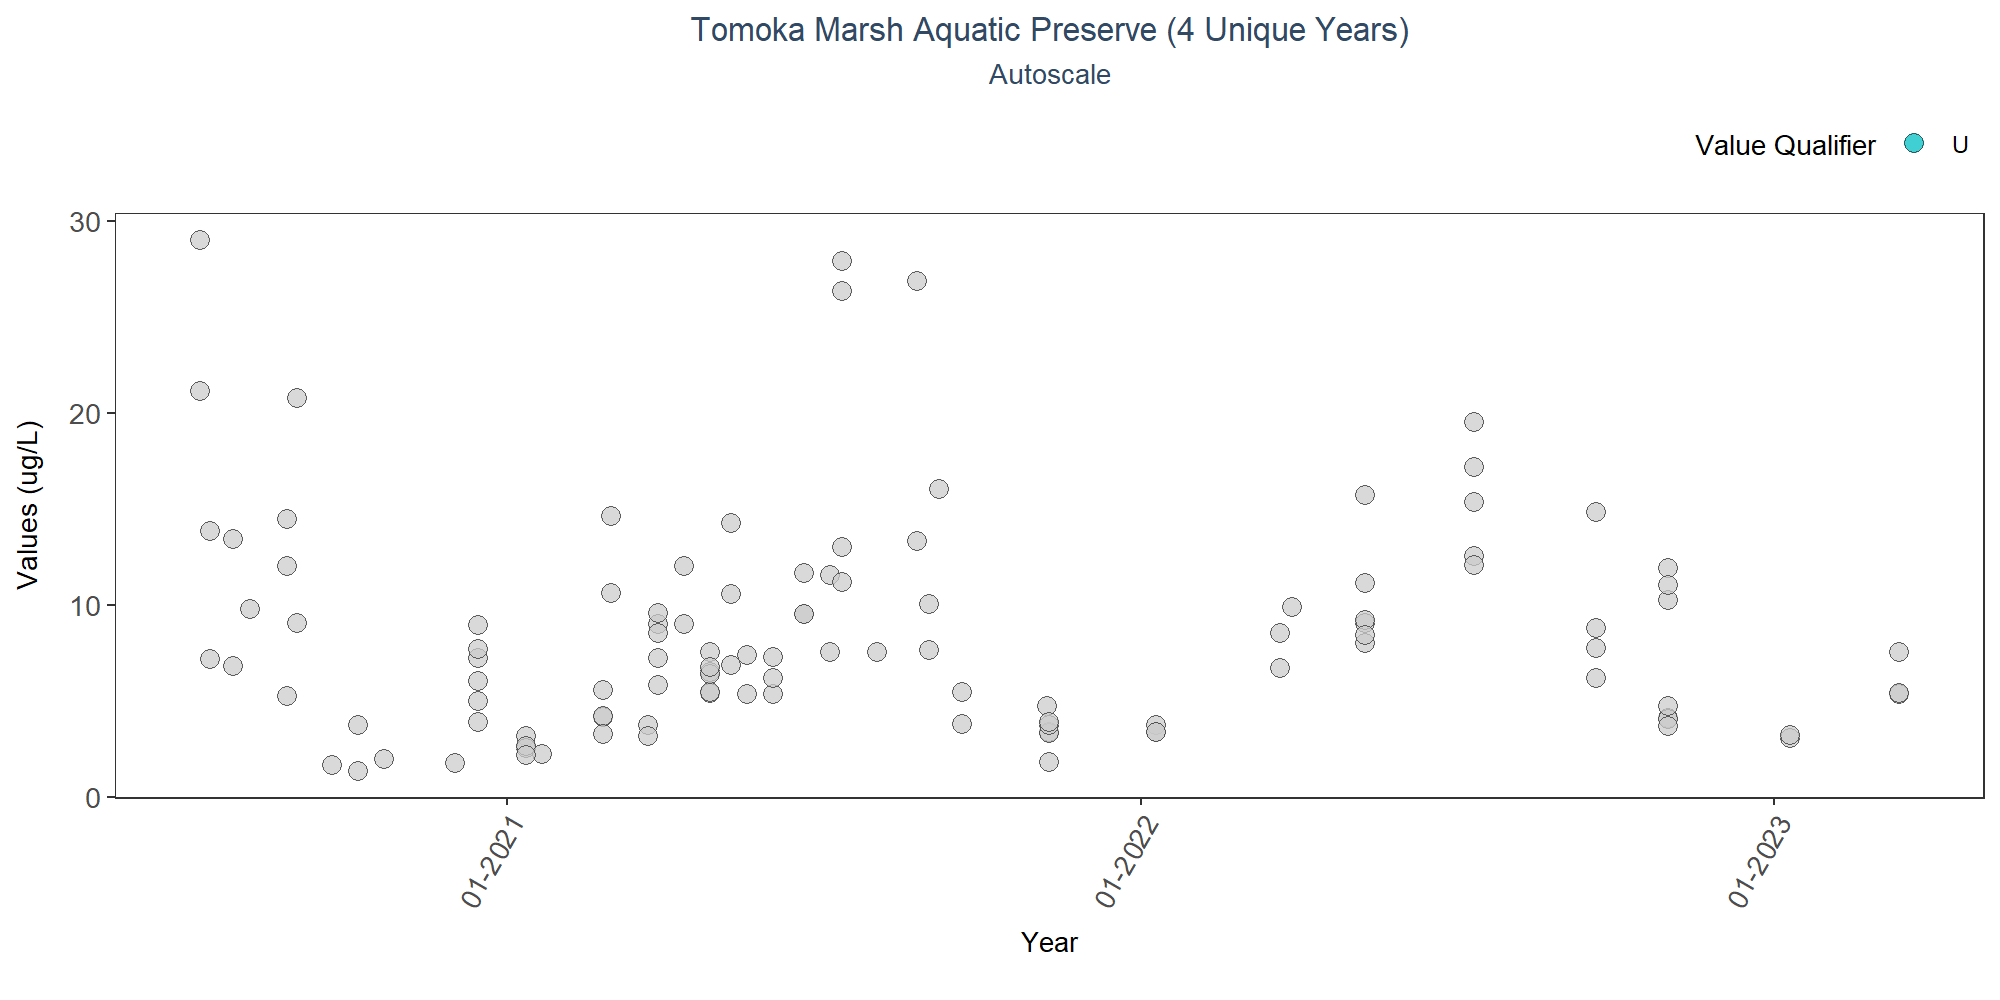 Tomoka Marsh Aquatic Preserve (4 Unique Years)
Autoscale
Value Qualifier U
30
20
10
0
Values (ug/L)
01-2021
01-2022
01-2023
Year